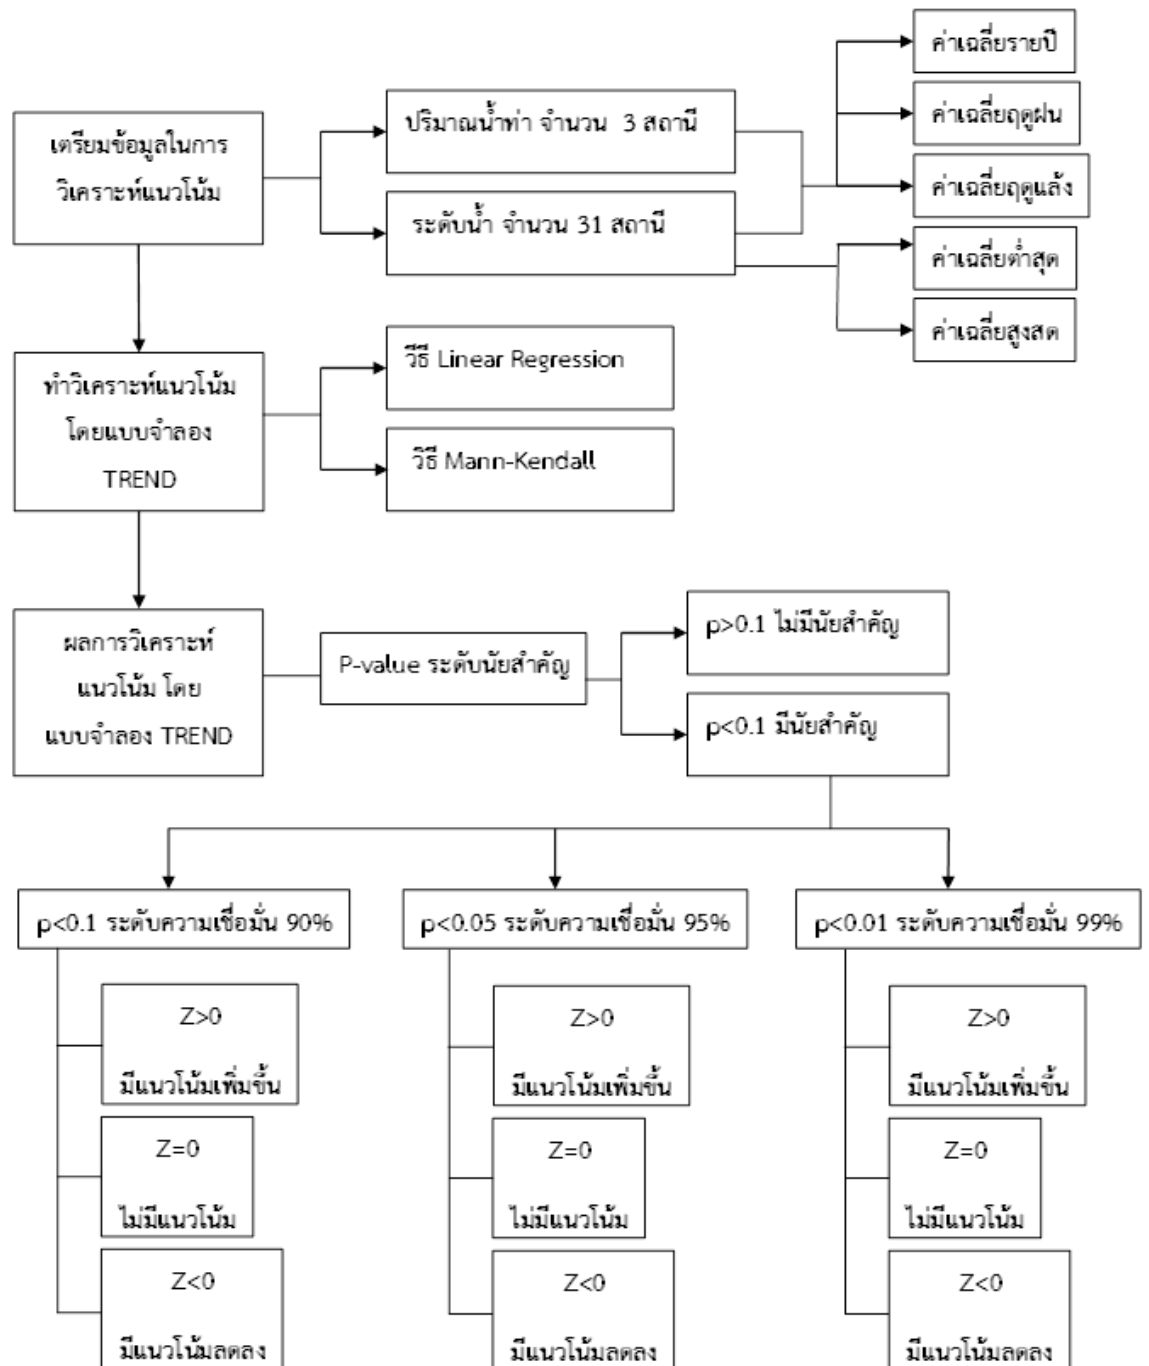 ค่าเฉลี่ยรายปี
ค่าเฉลี่ยฤดูฝน
ค่าเฉลี่ยฤดูแล้ง
ค่าเฉลี่ยต่ำสุด
ค่าเฉลี่ยสูงสด
เตรียมข้อมูลในการ
วิเคราะห์แนวโน้ม
ปริมาณน้ำท่า จำนวน 3 สถานี
ระดับน้ำ จำนวน 31 สถานี
ทำวิเคราะห์แนวโน้ม
โดยแบบจำลอง
TREND
วิธี Linear Regression
วิธี Mann-Kendall
ผลการวิเคราะห์
แนวโน้ม โดย
แบบจำลอง TREND
P-value ระดับนัยสำคัญ
p>0.1 ไม่มีนัยสำคัญ
p<0.1 มีนัยสำคัญ
p<0.1 ระดับความเชื่อมั่น 90%
Z>0
มีแนวโน้มเพิ่มขึ้น
Z=0
ไม่มีแนวโน้ม
Z<0
มีแนวโน้มลดลง
p<0.05 ระดับความเชื่อมั่น 95%
Z>0
มีแนวโน้มเพิ่มขึ้น
Z=0
ไม่มีแนวโน้ม
Z<0
มีแนวโน้มลดลง
p<0.01 ระดับความเชื่อมั่น 99%
Z>0
มีแนวโน้มเพิ่มขึ้น
Z=0
ไม่มีแนวโน้ม
Z<0
มีแนวโน้มลดลง